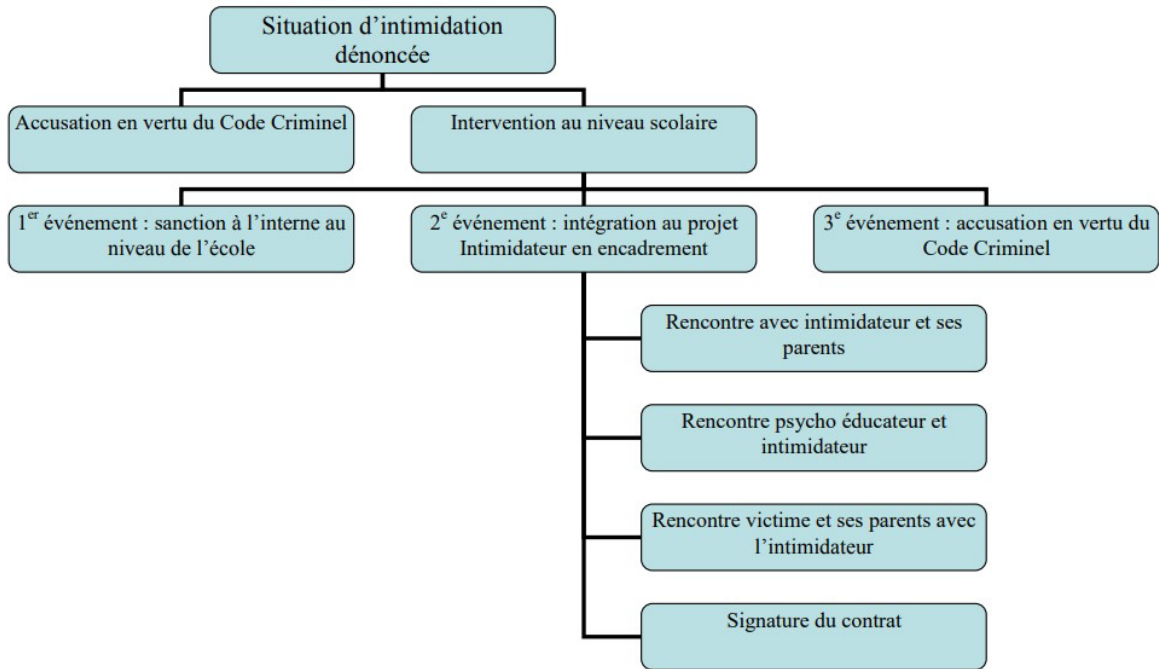 Situation d’intimidation
dénoncée
Accusation en vertu du Code Criminel
Intervention au niveau scolaire
1er événement : sanction à l’interne au
niveau de l’école
2e événement : intégration au projet
Intimidateur en encadrement
3e événement : accusation en vertu du
Code Criminel
Rencontre avec intimidateur et ses
parents
Rencontre psycho éducateur et
intimidateur
Rencontre victime et ses parents avec
l’intimidateur
Signature du contrat